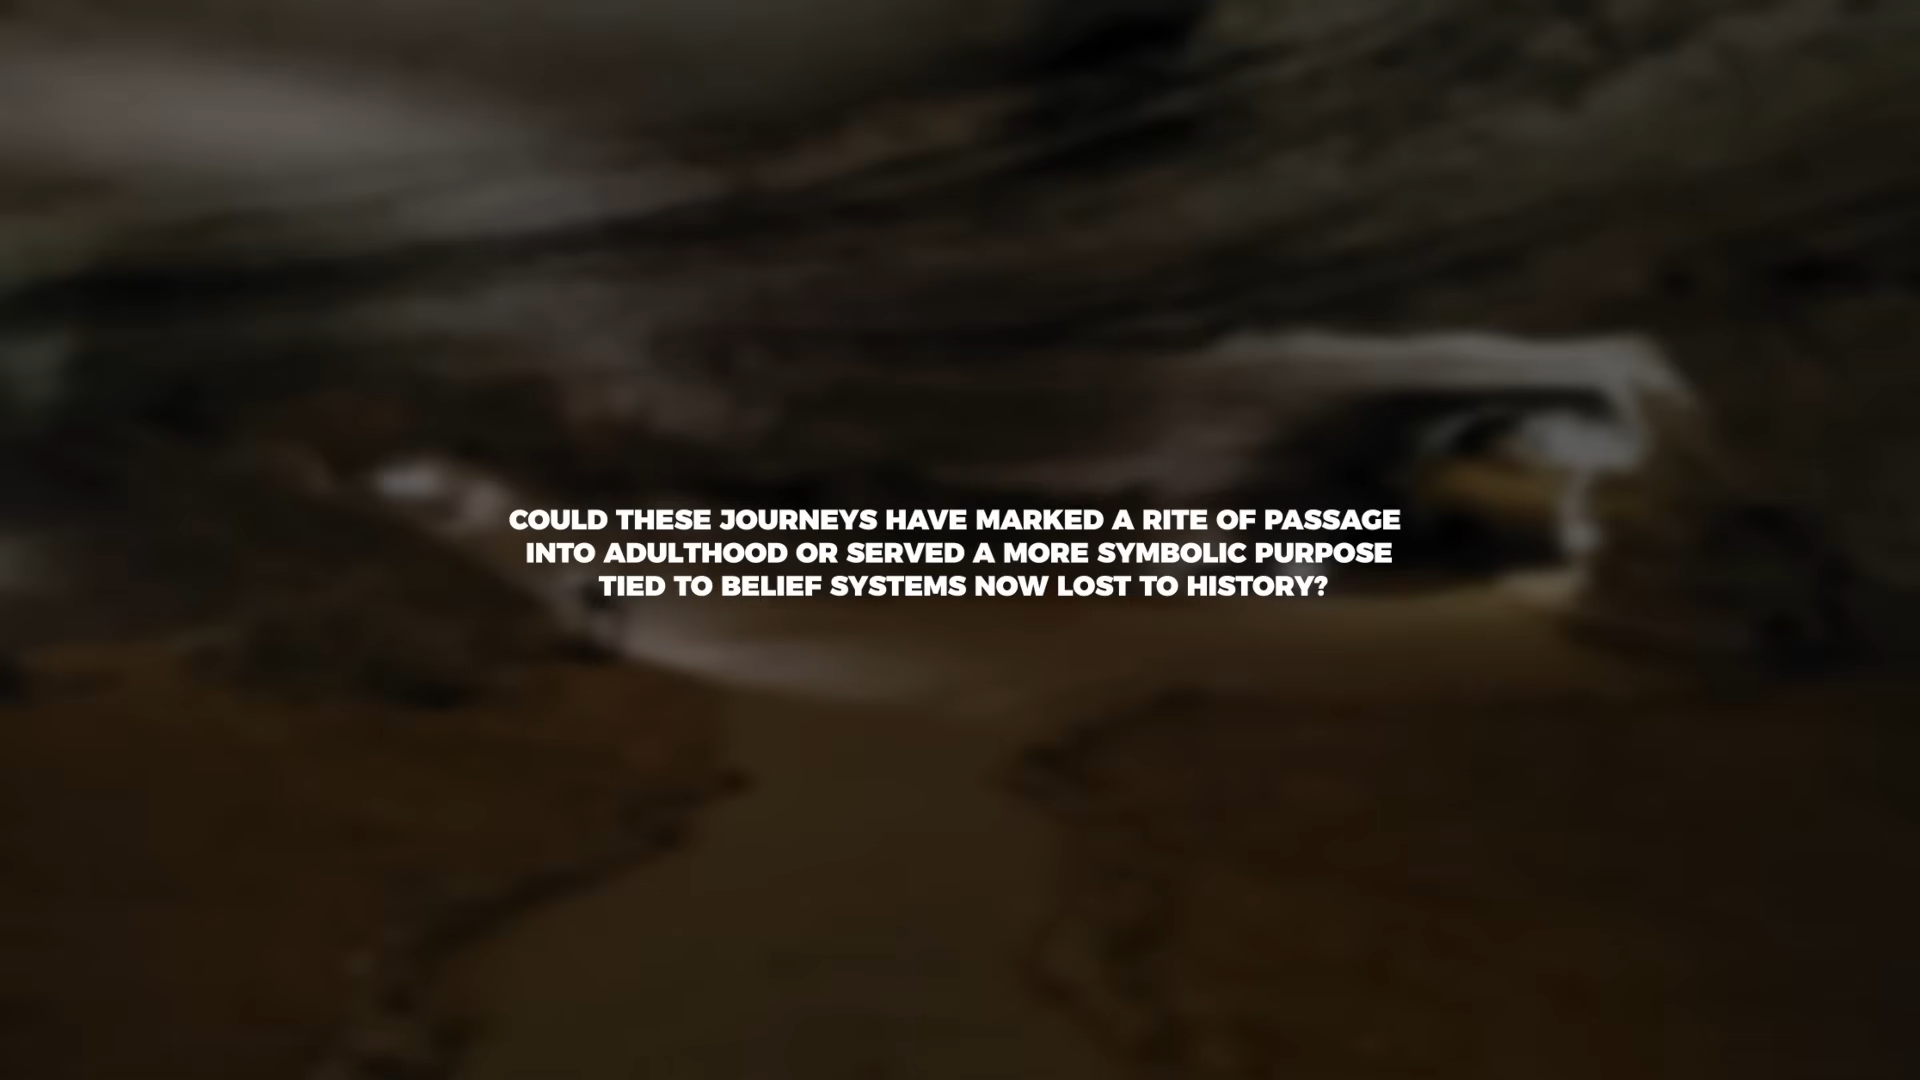 COULD THESE JOURNEYS HAVE MARKED A RITE OF PASSAGE
INTO ADULTHOOD OR SERVED A MORE SYMBOLIC PURPOSE
TIED TO BELIEF SYSTEMS NOW LOST TO HISTORY?